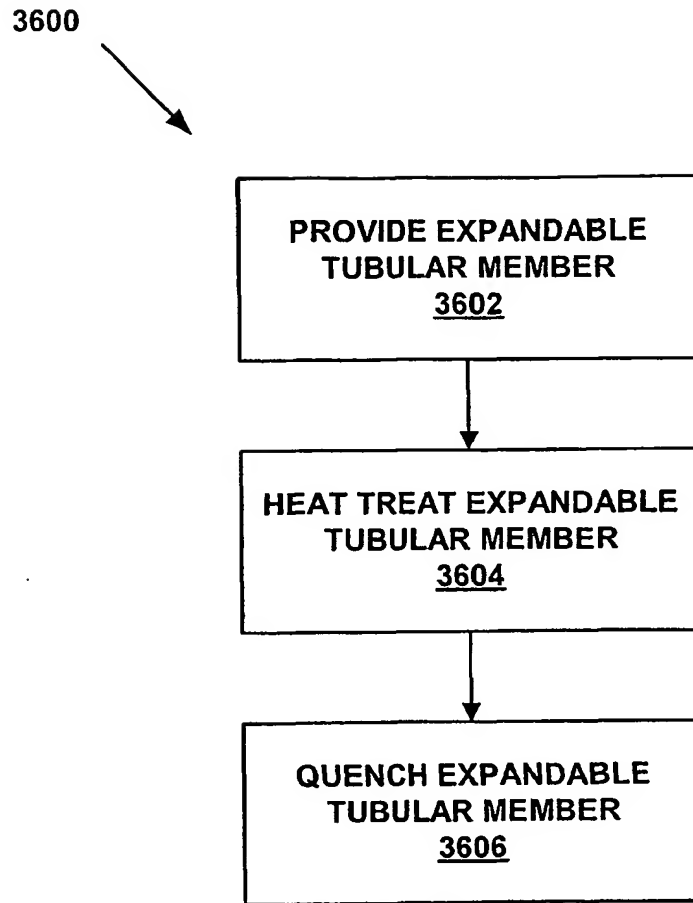 3600
PROVIDE EXPANDABLE
TUBULAR MEMBER
3602
HEAT TREAT EXPANDABLE
TUBULAR MEMBER
3604
QUENCH EXPANDABLE
TUBULAR MEMBER
3606